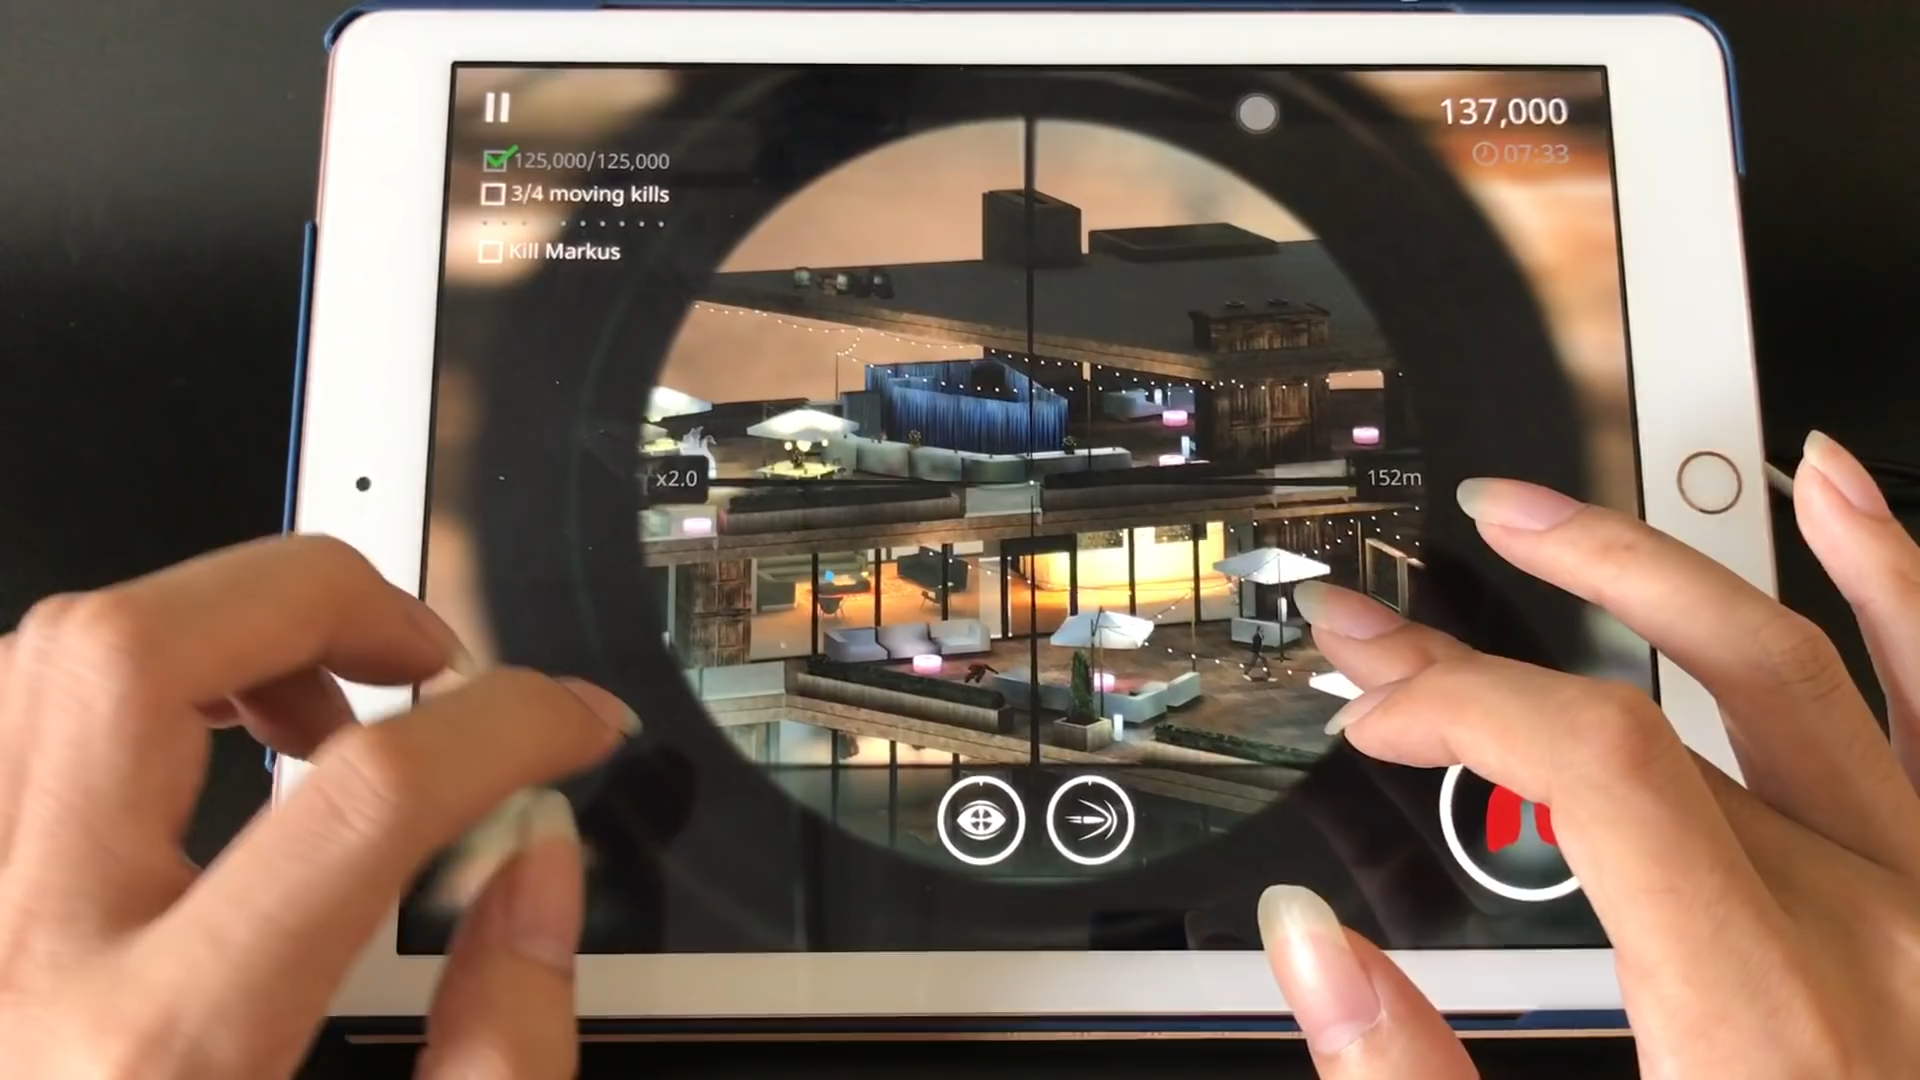 137,000
125,000/125,000
07:33
3/4 moving kills
Kill Markus
x2.0
152m